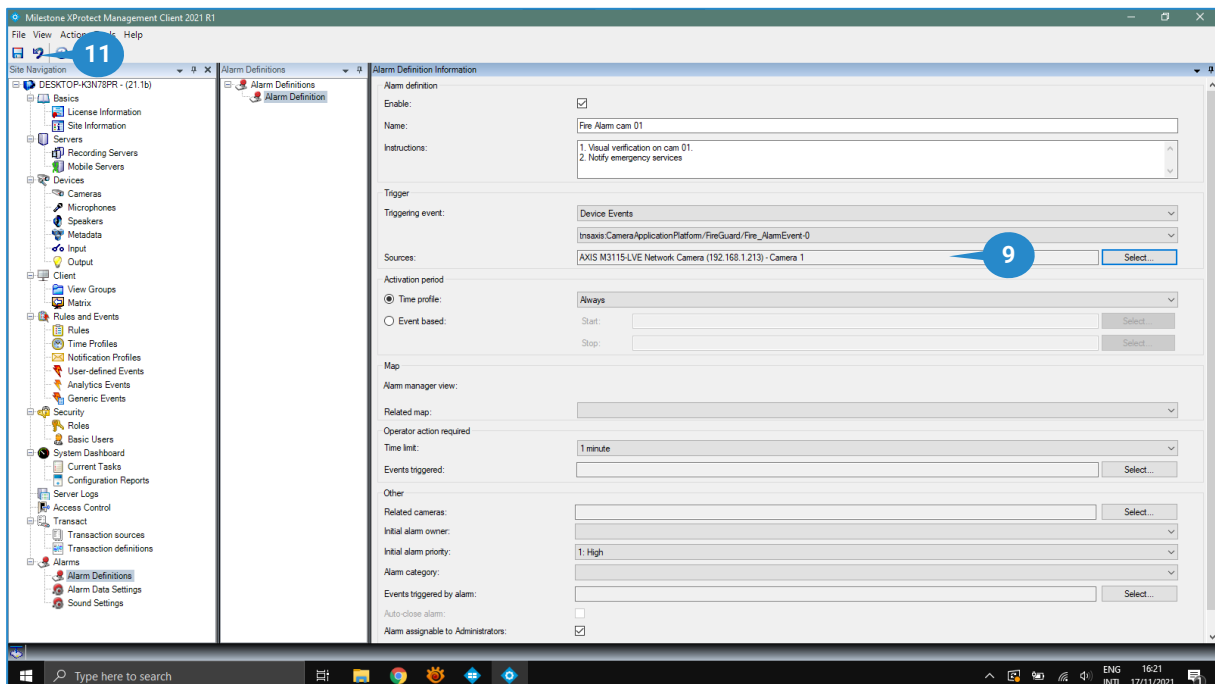 Milestone XProtect Management Client 2021 R1
File View Action Tools Help
11
Site Navigation
DESKTOP-K3N78PR - (21.1b)
Basics
License Information
Site Information
Servers
Recording Servers
Mobile Servers
Devices
Cameras
Microphones
Speakers
Metadata
Input
Output
Client
View Groups
Matrix
Rules and Events
Rules
Time Profiles
Notification Profiles
User-defined Events
Analytics Events
Generic Events
Security
Roles
Basic Users
System Dashboard
Current Tasks
Configuration Reports
Server Logs
Access Control
Transact
Transaction sources
Transaction definitions
Alarms
Alarm Definitions
Alarm Data Settings
Sound Settings
Alarm Definitions
Alarm Definitions
Alarm Definition
Alarm Definition Information
Alarm definition
Enable:
Name: Fire Alarm cam 01
Instructions: 1. Visual verification on cam 01.
2. Notify emergency services
Trigger
Triggering event: Device Events
tnsaxis:CameraApplicationPlatform/FireGuard/Fire_AlarmEvent-0
Sources: AXIS M3115-LVE Network Camera (192.168.1.213) - Camera 1 9 Select...
Activation period
Time profile: Always
Event based: Start: Select...
Stop: Select...
Map
Alarm manager view:
Related map:
Operator action required
Time limit: 1 minute
Events triggered: Select...
Other
Related cameras: Select...
Initial alarm owner:
Initial alarm priority: 1: High
Alarm category:
Events triggered by alarm: Select...
Auto-close alarm:
Alarm assignable to Administrators:
Type here to search
ENG 16:21
INTL 17/11/2021